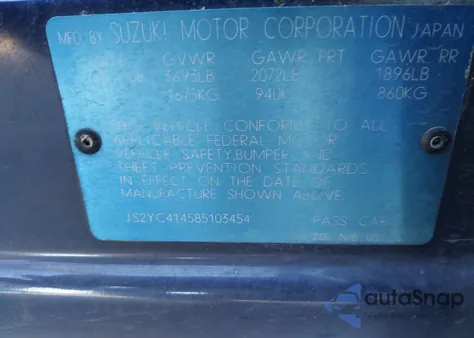 MFD BY SUZUKI MOTOR CORPORATION JAPAN
GVWR GAWR FRT GAWR RR
3693LB 2072LB 1896LB
1675KG 940K 860KG
THIS VEHICLE CONFORMS TO ALL
APPLICABLE FEDERAL MOTOR
VEHICLE SAFETY,BUMPER AND
THEFT PREVENTION STANDARDS
IN EFFECT ON THE DATE OF
MANUFACTURE SHOWN ABOVE.
JS2YC414585103454 PASS CAR
autoSnap